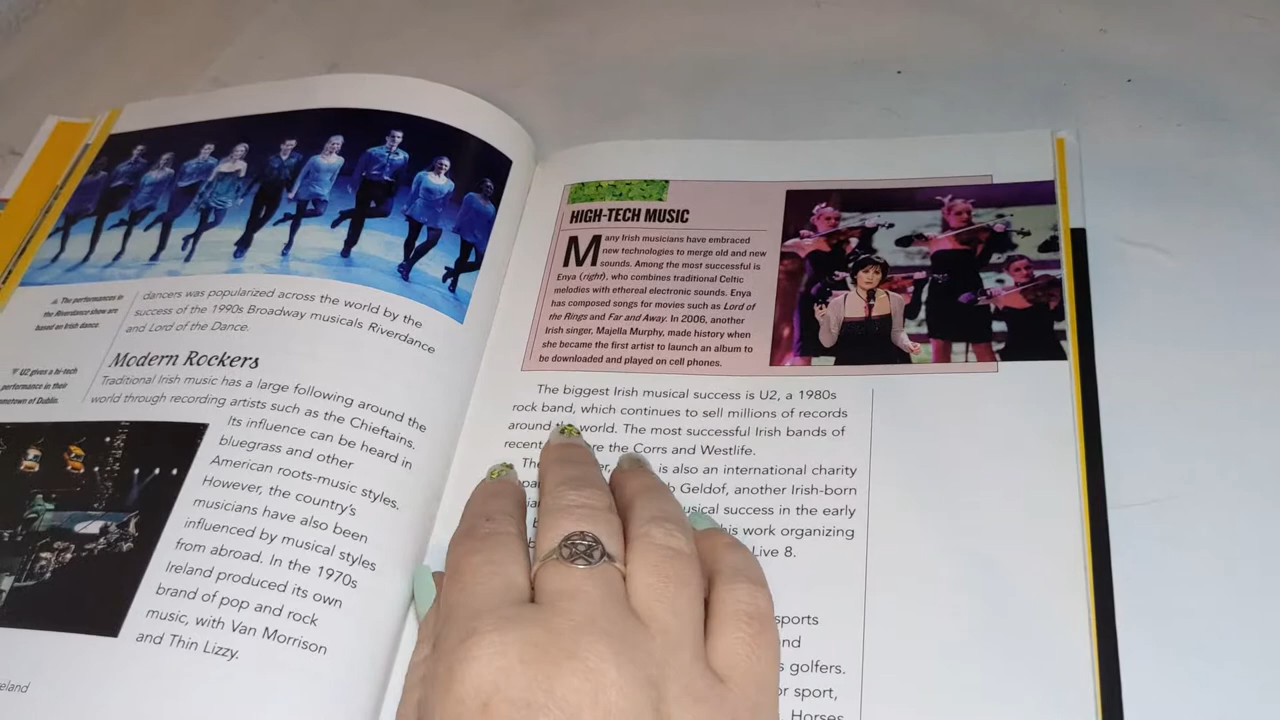 ▵ The performances in
the Riverdance show are
based on Irish dance.
dancers was popularized across the world by the
success of the 1990s Broadway musicals Riverdance
and Lord of the Dance.
Modern Rockers
▿ U2 gives a hi-tech
performance in their
ometown of Dublin.
Traditional Irish music has a large following around the
world through recording artists such as the Chieftains.
Its influence can be heard in
bluegrass and other
American roots-music styles.
However, the country's
musicians have also been
influenced by musical styles
from abroad. In the 1970s
Ireland produced its own
brand of pop and rock
music, with Van Morrison
and Thin Lizzy.
eland
HIGH-TECH MUSIC
Many Irish musicians have embraced
new technologies to merge old and new
sounds. Among the most successful is
Enya (right), who combines traditional Celtic
melodies with ethereal electronic sounds. Enya
has composed songs for movies such as Lord of
the Rings and Far and Away. In 2006, another
Irish singer, Majella Murphy, made history when
she became the first artist to launch an album to
be downloaded and played on cell phones.
The biggest Irish musical success is U2, a 1980s
rock band, which continues to sell millions of records
around the world. The most successful Irish bands of
recent re the Corrs and Westlife.
The er, is also an international charity
b Geldof, another Irish-born
usical success in the early
his work organizing
Live 8.
sports
nd
s golfers.
or sport,
Horses